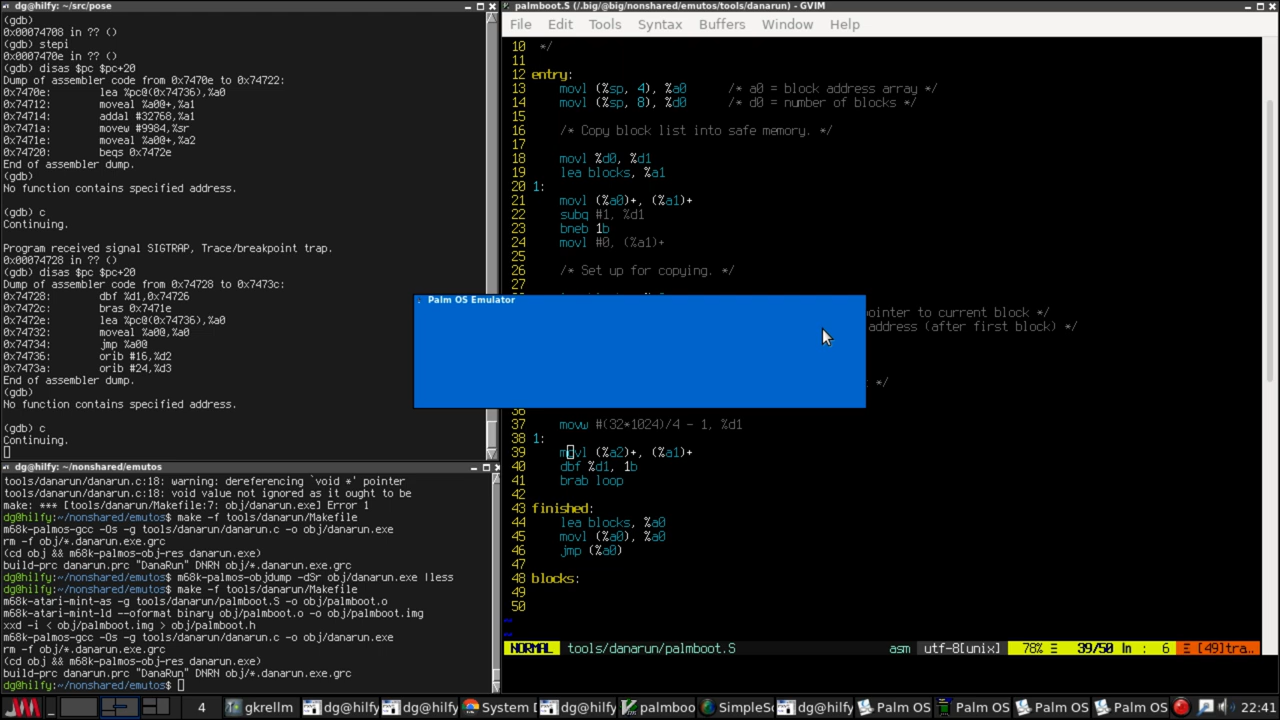 dg@hilfy: ~/src/pose
(gdb)
0x00074708 in ?? ()
(gdb) stepi
0x0007470e in ?? ()
(gdb) disas $pc $pc+20
Dump of assembler code from 0x7470e to 0x74722:
0x7470e: lea %pc@(0x74736),%a0
0x74712: moveal %a0@+,%a1
0x74714: addal #32768,%a1
0x7471a: movew #9984,%sr
0x7471e: moveal %a0@+,%a2
0x74720: beqs 0x7472e
End of assembler dump.
(gdb)
No function contains specified address.
(gdb) c
Continuing.
Program received signal SIGTRAP, Trace/breakpoint trap.
0x00074728 in ?? ()
(gdb) disas $pc $pc+20
Dump of assembler code from 0x74728 to 0x7473c:
0x74728: dbf %d1,0x74726
0x7472c: bras 0x7471e
0x7472e: lea %pc@(0x74736),%a0
0x74732: moveal %a0@,%a0
0x74734: jmp %a0@
0x74736: orib #16,%d2
0x7473a: orib #24,%d3
End of assembler dump.
(gdb)
No function contains specified address.
(gdb) c
Continuing.
dg@hilfy: ~/nonshared/emutos
tools/danarun/danarun.c:18: warning: dereferencing `void *' pointer
tools/danarun/danarun.c:18: void value not ignored as it ought to be
make: *** [tools/danarun/Makefile:7: obj/danarun.exe] Error 1
dg@hilfy:~/nonshared/emutos$ make -f tools/danarun/Makefile
m68k-palmos-gcc -Os -g tools/danarun/danarun.c -o obj/danarun.exe
rm -f obj/*.danarun.exe.grc
(cd obj && m68k-palmos-obj-res danarun.exe)
build-prc danarun.prc "DanaRun" DNRN obj/*.danarun.exe.grc
dg@hilfy:~/nonshared/emutos$ m68k-palmos-objdump -dSr obj/danarun.exe |less
dg@hilfy:~/nonshared/emutos$ make -f tools/danarun/Makefile
m68k-atari-mint-as -g tools/danarun/palmboot.S -o obj/palmboot.o
m68k-atari-mint-ld --oformat binary obj/palmboot.o -o obj/palmboot.img
xxd -i < obj/palmboot.img > obj/palmboot.h
m68k-palmos-gcc -Os -g tools/danarun/danarun.c -o obj/danarun.exe
rm -f obj/*.danarun.exe.grc
(cd obj && m68k-palmos-obj-res danarun.exe)
build-prc danarun.prc "DanaRun" DNRN obj/*.danarun.exe.grc
dg@hilfy:~/nonshared/emutos$
palmboot.S (/.big/@/big/nonshared/emutos/tools/danarun) - GVIM
File Edit Tools Syntax Buffers Window Help
10 */
11
12 entry:
13 movl (%sp, 4), %a0 /* a0 = block address array */
14 movl (%sp, 8), %d0 /* d0 = number of blocks */
15
16 /* Copy block list into safe memory. */
17
18 movl %d0, %d1
19 lea blocks, %a1
20 1:
21 movl (%a0)+, (%a1)+
22 subq #1, %d1
23 bneb 1b
24 movl #0, (%a1)+
25
26 /* Set up for copying. */
27
ointer to current block */
address (after first block) */
*/
37 movw #(32*1024)/4 - 1, %d1
38 1:
39 movl (%a2)+, (%a1)+
40 dbf %d1, 1b
41 brab loop
42
43 finished:
44 lea blocks, %a0
45 movl (%a0), %a0
46 jmp (%a0)
47
48 blocks:
49
50
~
~
NORMAL tools/danarun/palmboot.S asm utf-8[unix] 78% 39/50 ln : 6 [49]tra..
Palm OS Emulator
4 gkrellm dg@hilfy dg@hilfy System dg@hilfy palmboo SimpleSc dg@hilfy Palm OS Palm OS Palm OS Palm OS 22:41